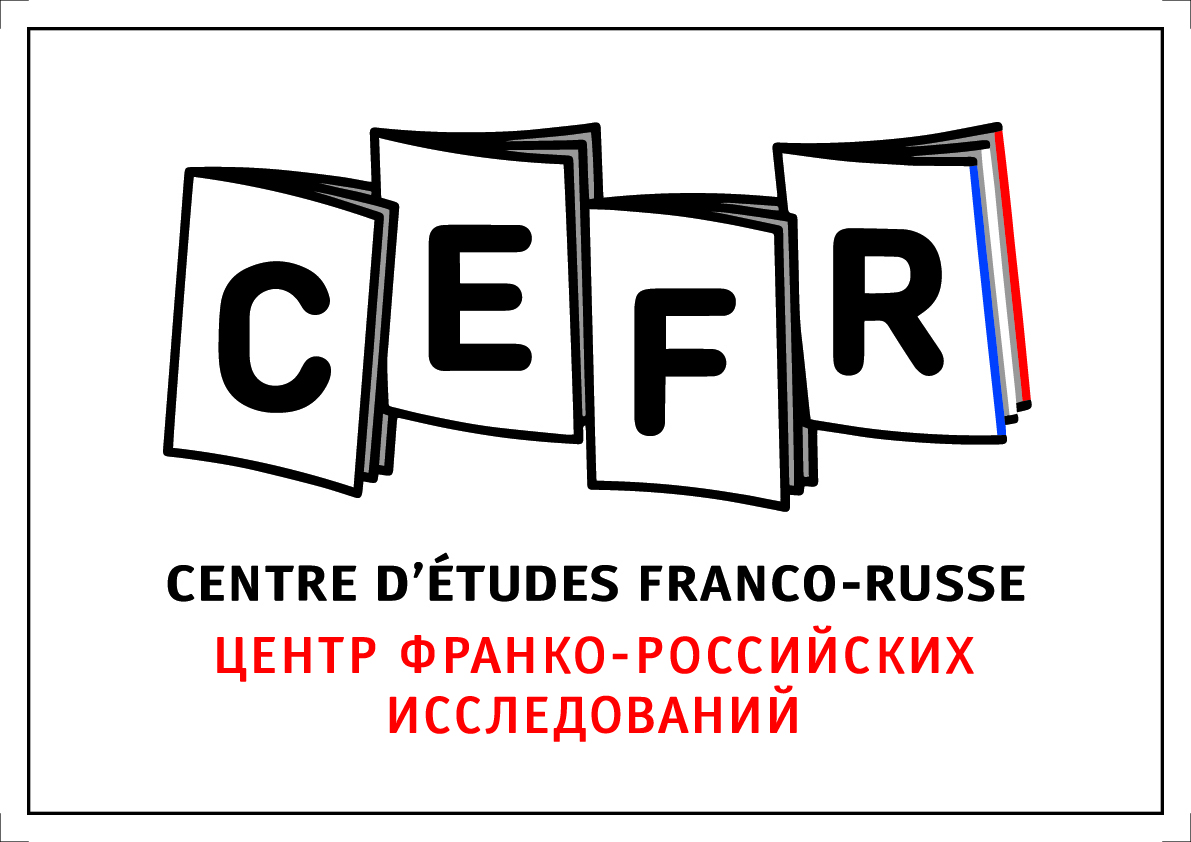 CEFR
CENTRE D’ÉTUDES FRANCO-RUSSE
ЦЕНТР ФРАНКО-РОССИЙСКИХ
ИССЛЕДОВАНИЙ